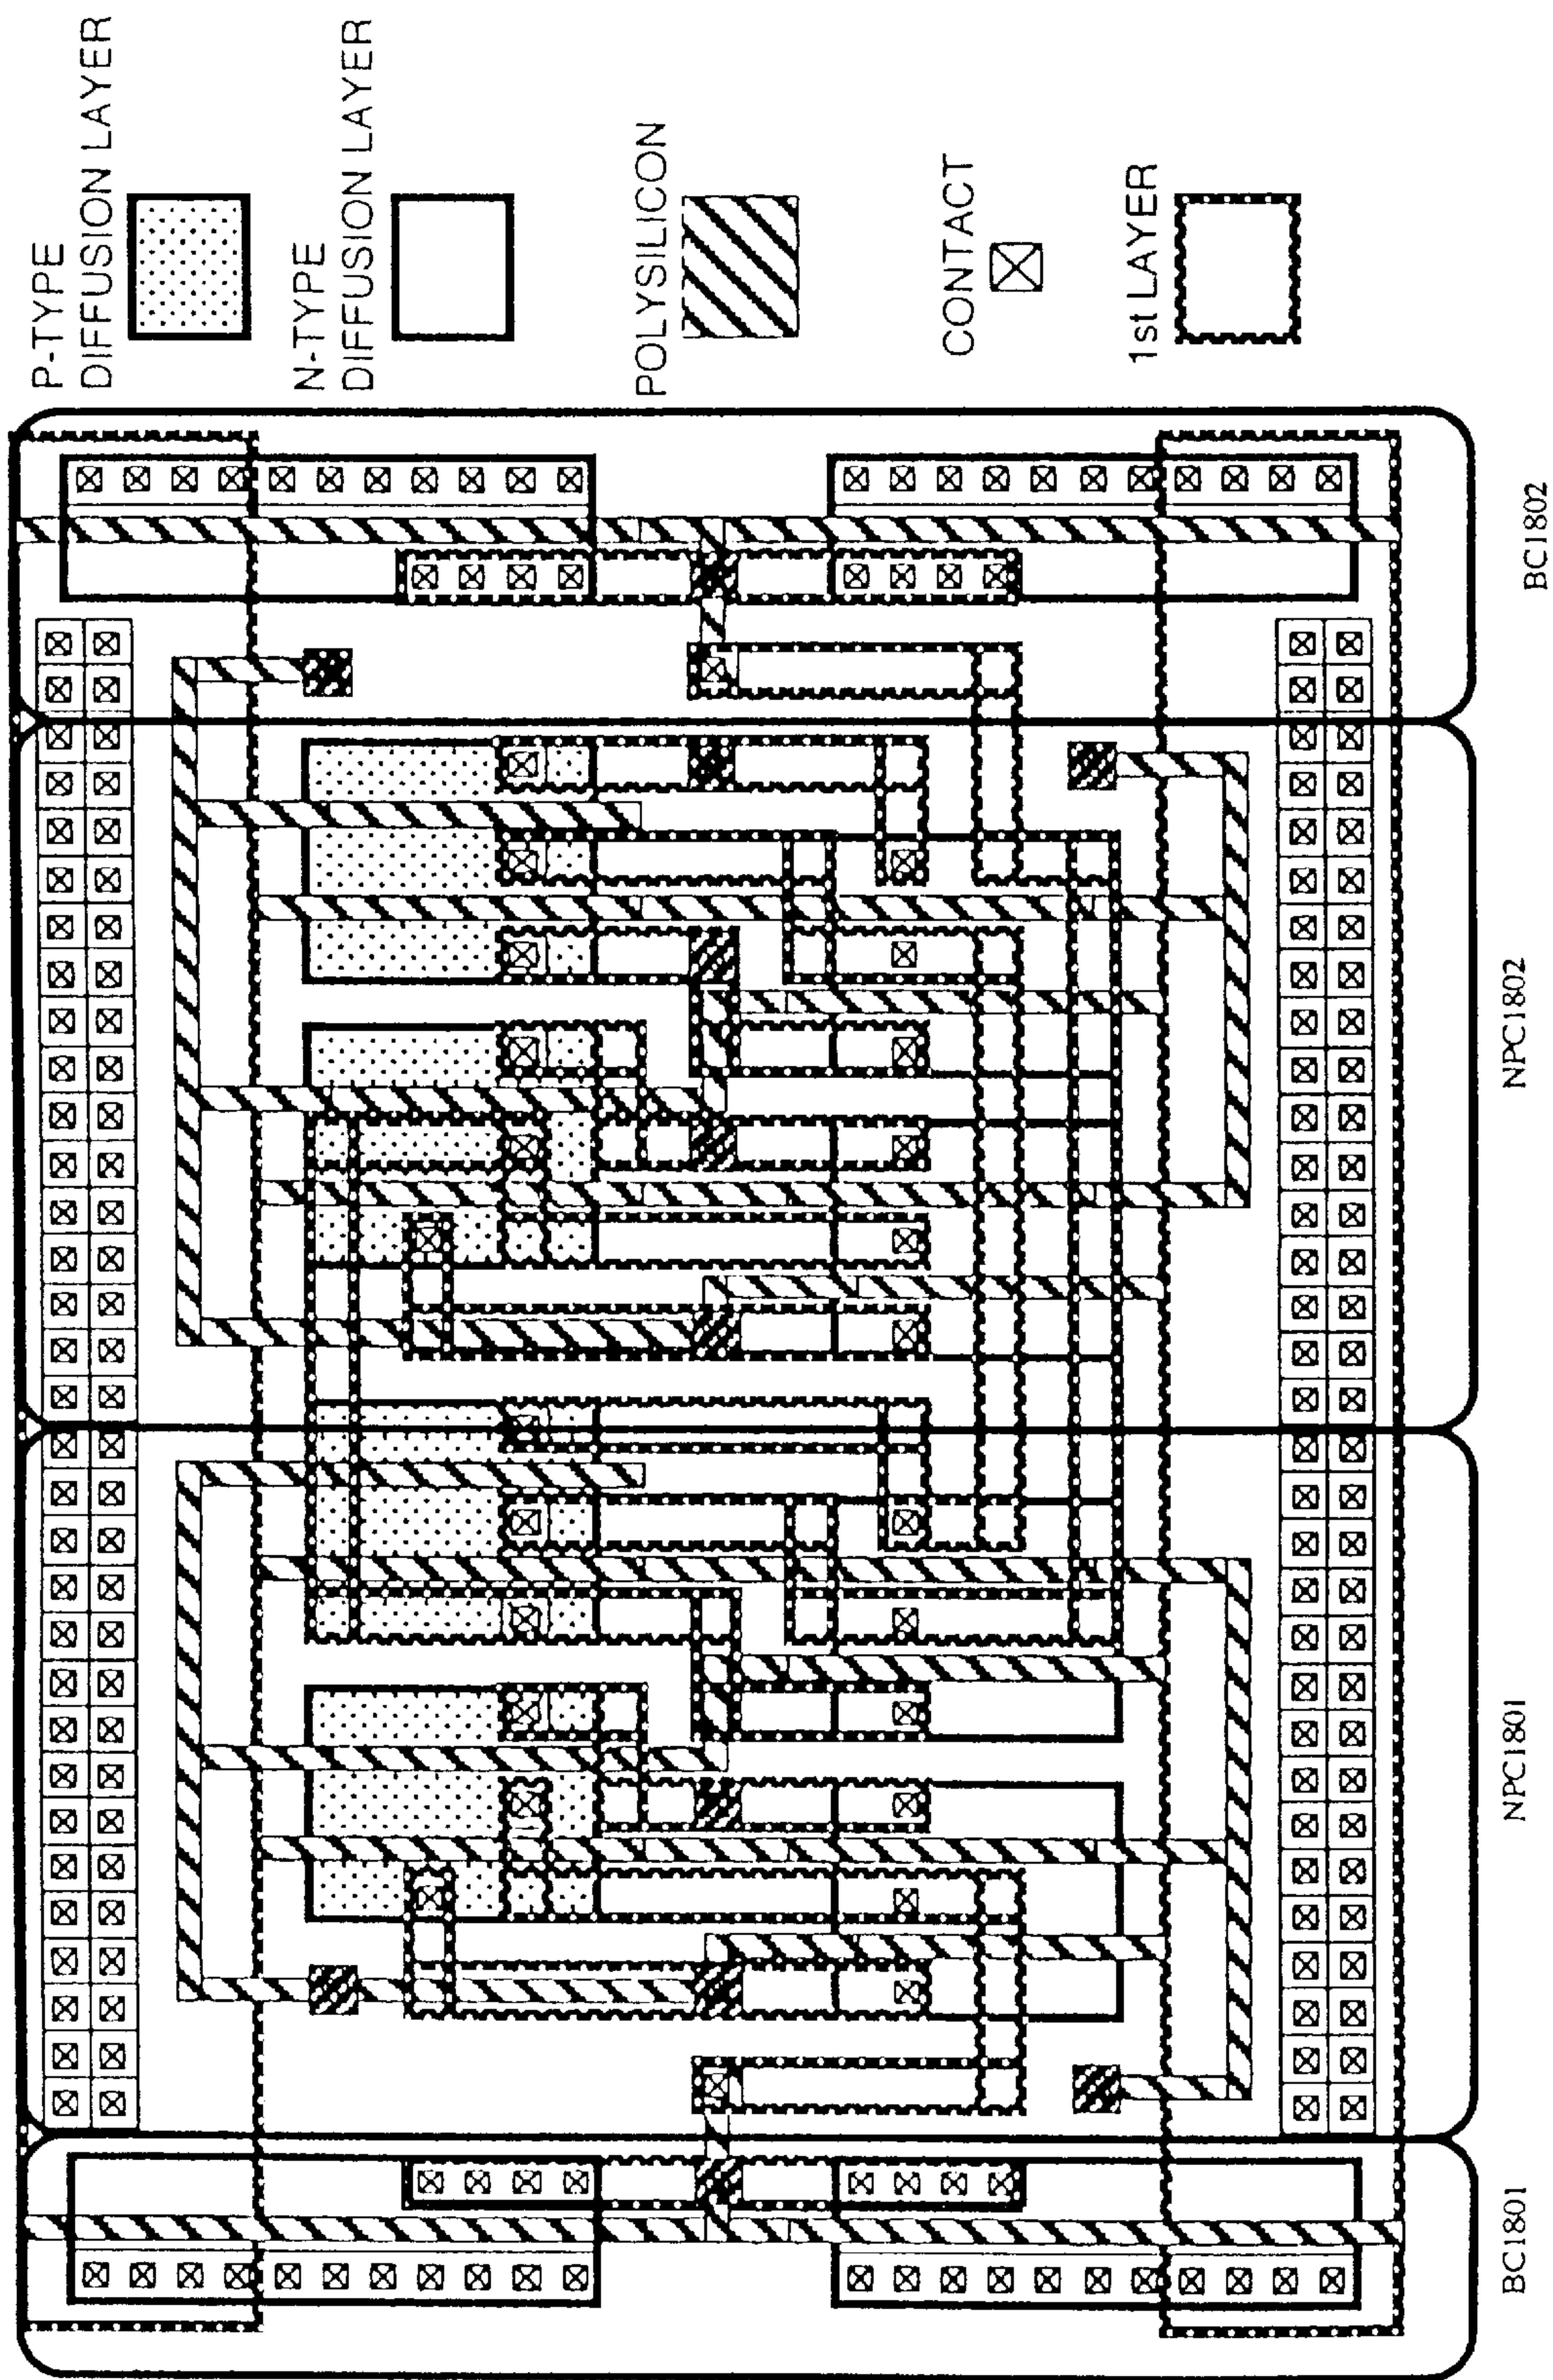 P-TYPE
DIFFUSION LAYER
N-TYPE
DIFFUSION LAYER
POLYSILICON
CONTACT
1st LAYER
BC1801
NPC1801
NPC1802
BC1802